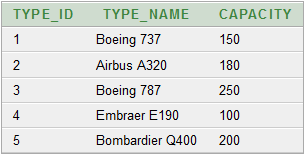 TYPE_ID TYPE_NAME CAPACITY
1 Boeing 737 150
2 Airbus A320 180
3 Boeing 787 250
4 Embraer E190 100
5 Bombardier Q400 200